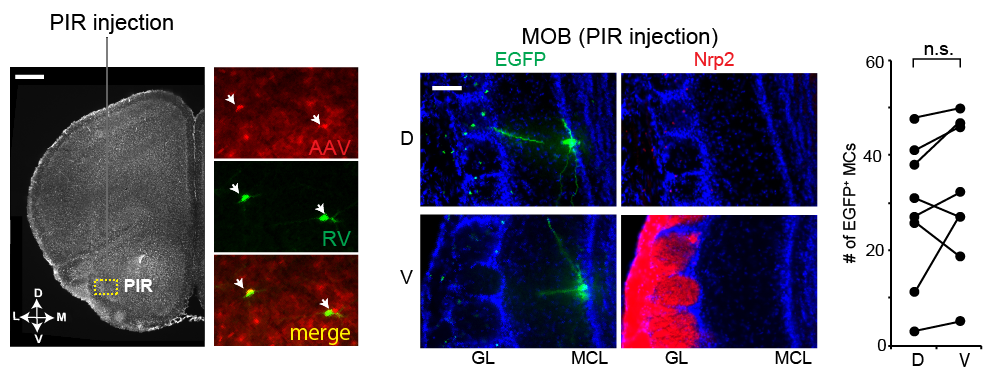 PIR injection
AAV
RV
merge
PIR
D
L M
V
MOB (PIR injection)
EGFP Nrp2
D
V
GL MCL GL MCL
n.s.
# of EGFP⁺ MCs
60
40
20
0
D V